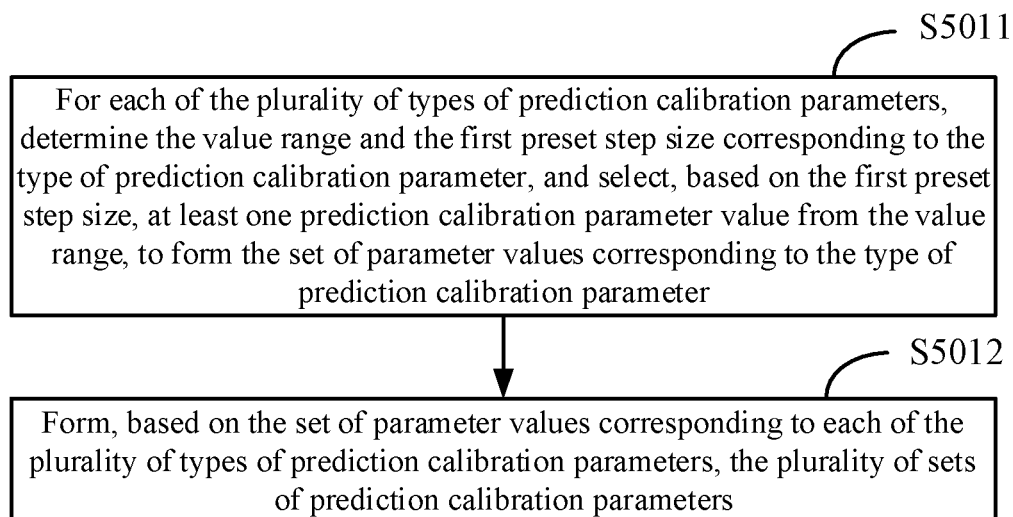 S5011
For each of the plurality of types of prediction calibration parameters,
determine the value range and the first preset step size corresponding to the
type of prediction calibration parameter, and select, based on the first preset
step size, at least one prediction calibration parameter value from the value
range, to form the set of parameter values corresponding to the type of
prediction calibration parameter
S5012
Form, based on the set of parameter values corresponding to each of the
plurality of types of prediction calibration parameters, the plurality of sets
of prediction calibration parameters